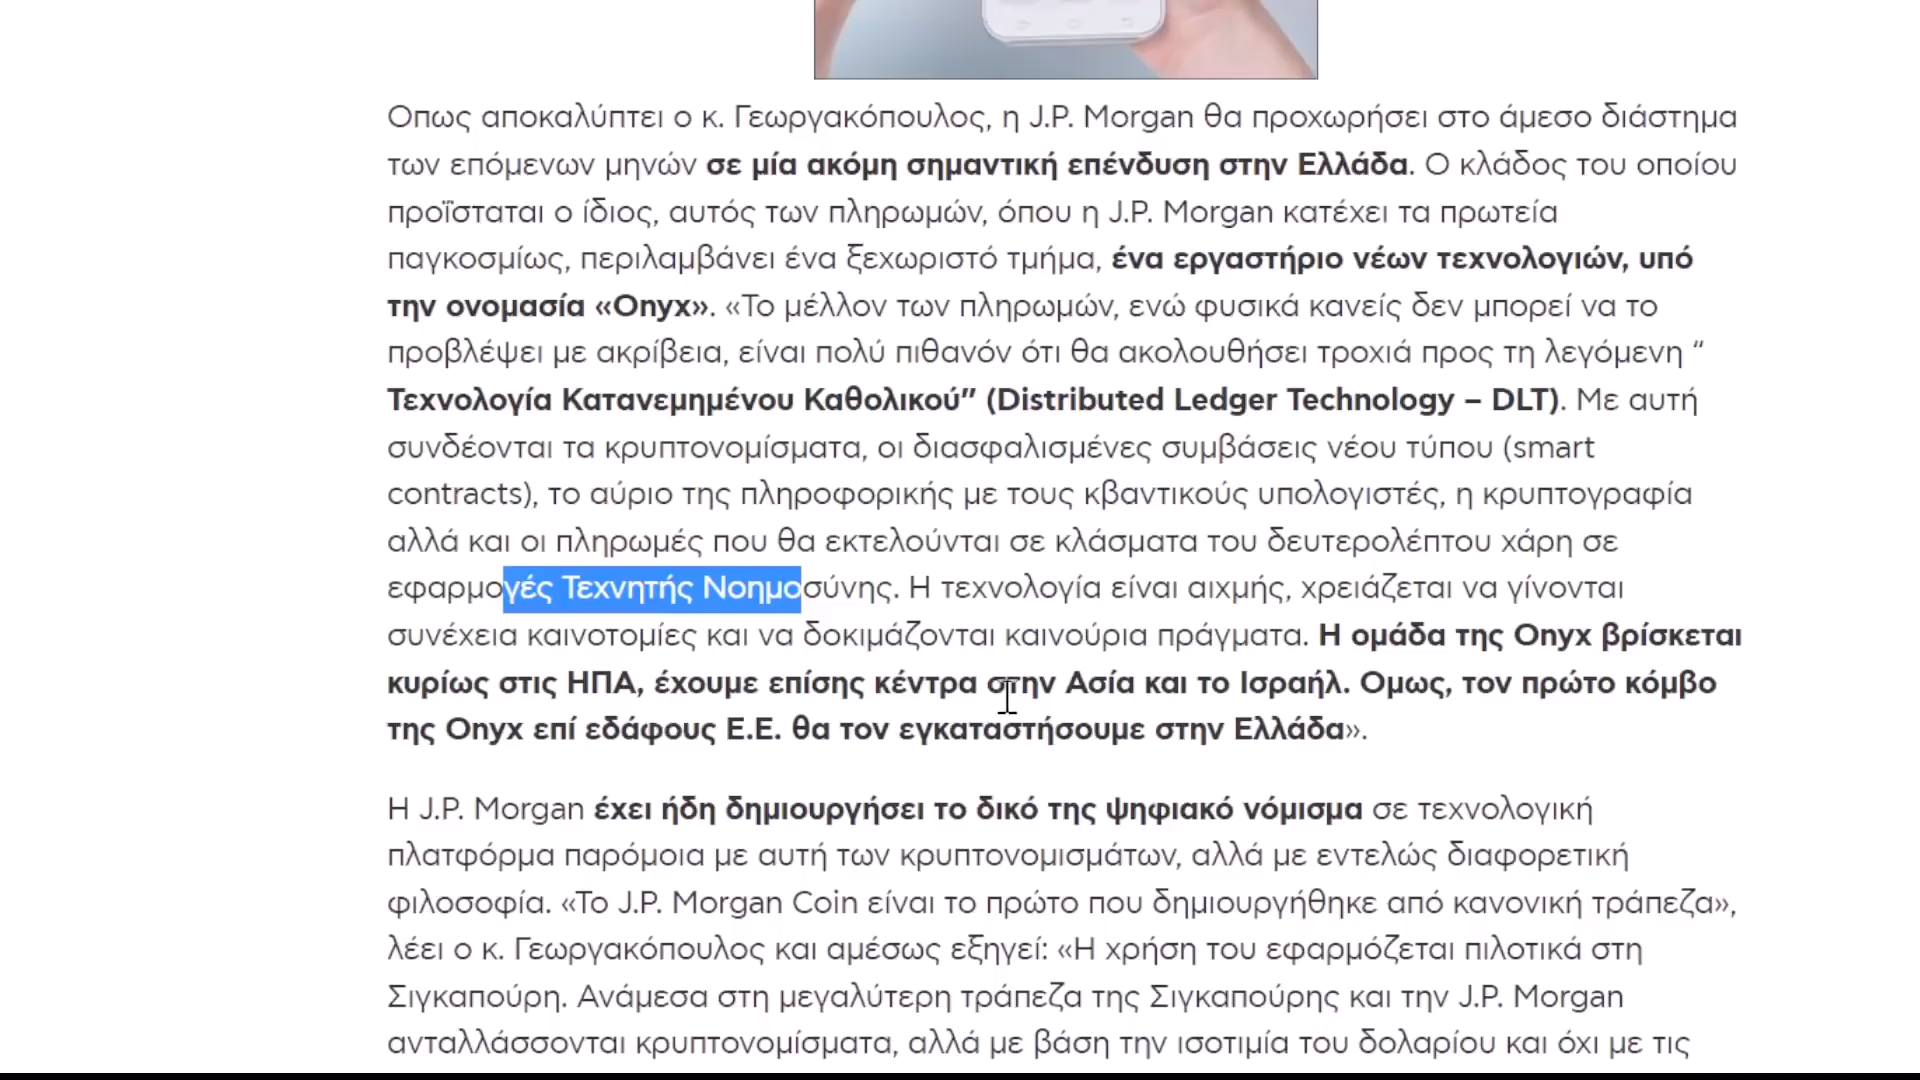 Οπως αποκαλύπτει ο κ. Γεωργακόπουλος, η J.P. Morgan θα προχωρήσει στο άμεσο διάστημα
των επόμενων μηνών σε μία ακόμη σημαντική επένδυση στην Ελλάδα. Ο κλάδος του οποίου
προΐσταται ο ίδιος, αυτός των πληρωμών, όπου η J.P. Morgan κατέχει τα πρωτεία
παγκοσμίως, περιλαμβάνει ένα ξεχωριστό τμήμα, ένα εργαστήριο νέων τεχνολογιών, υπό
την ονομασία «Onyx». «Το μέλλον των πληρωμών, ενώ φυσικά κανείς δεν μπορεί να το
προβλέψει με ακρίβεια, είναι πολύ πιθανόν ότι θα ακολουθήσει τροχιά προς τη λεγόμενη “
Τεχνολογία Κατανεμημένου Καθολικού” (Distributed Ledger Technology – DLT). Με αυτή
συνδέονται τα κρυπτονομίσματα, οι διασφαλισμένες συμβάσεις νέου τύπου (smart
contracts), το αύριο της πληροφορικής με τους κβαντικούς υπολογιστές, η κρυπτογραφία
αλλά και οι πληρωμές που θα εκτελούνται σε κλάσματα του δευτερολέπτου χάρη σε
εφαρμογές Τεχνητής Νοημοσύνης. Η τεχνολογία είναι αιχμής, χρειάζεται να γίνονται
συνέχεια καινοτομίες και να δοκιμάζονται καινούρια πράγματα. Η ομάδα της Onyx βρίσκεται
κυρίως στις ΗΠΑ, έχουμε επίσης κέντρα στην Ασία και το Ισραήλ. Ομως, τον πρώτο κόμβο
της Onyx επί εδάφους Ε.Ε. θα τον εγκαταστήσουμε στην Ελλάδα».
Η J.P. Morgan έχει ήδη δημιουργήσει το δικό της ψηφιακό νόμισμα σε τεχνολογική
πλατφόρμα παρόμοια με αυτή των κρυπτονομισμάτων, αλλά με εντελώς διαφορετική
φιλοσοφία. «Το J.P. Morgan Coin είναι το πρώτο που δημιουργήθηκε από κανονική τράπεζα»,
λέει ο κ. Γεωργακόπουλος και αμέσως εξηγεί: «Η χρήση του εφαρμόζεται πιλοτικά στη
Σιγκαπούρη. Ανάμεσα στη μεγαλύτερη τράπεζα της Σιγκαπούρης και την J.P. Morgan
ανταλλάσσονται κρυπτονομίσματα, αλλά με βάση την ισοτιμία του δολαρίου και όχι με τις